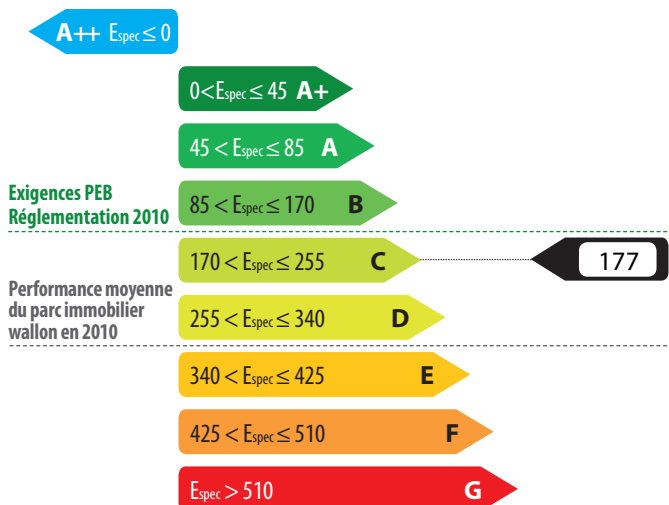 A++ Espec ≤ 0
0 < Espec ≤ 45 A+
45 < Espec ≤ 85 A
Exigences PEB
Réglementation 2010
85 < Espec ≤ 170 B
170 < Espec ≤ 255 C
177
Performance moyenne
du parc immobilier
wallon en 2010
255 < Espec ≤ 340 D
340 < Espec ≤ 425 E
425 < Espec ≤ 510 F
Espec > 510 G